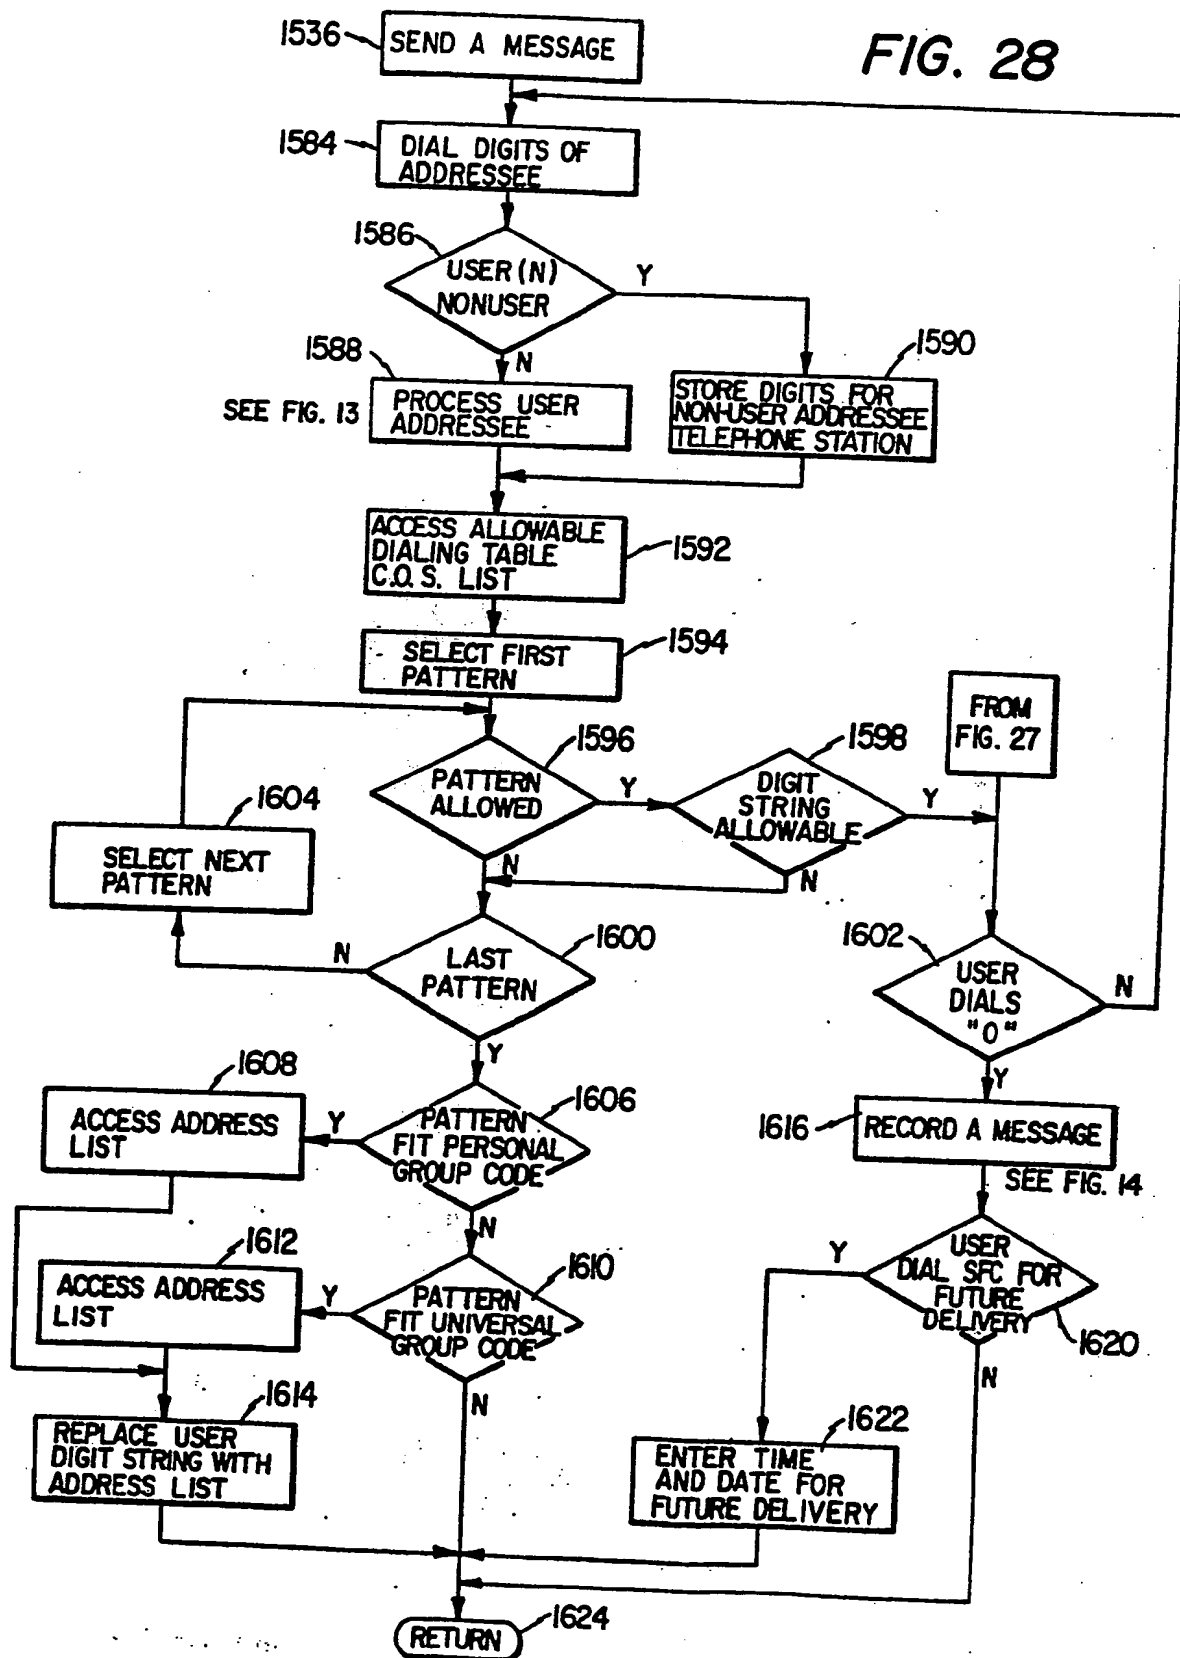 FIG. 28
1536
SEND A MESSAGE
1584
DIAL DIGITS OF
ADDRESSEE
1586
USER (N)
NONUSER
Y
N
1588
SEE FIG. 13
PROCESS USER
ADDRESSEE
1590
STORE DIGITS FOR
NON-USER ADDRESSEE
TELEPHONE STATION
ACCESS ALLOWABLE
DIALING TABLE
C.O.S. LIST
1592
SELECT FIRST
PATTERN
1594
FROM
FIG. 27
1596
PATTERN
ALLOWED
Y
N
1598
DIGIT
STRING
ALLOWABLE
Y
N
1604
SELECT NEXT
PATTERN
1600
LAST
PATTERN
N
Y
1602
USER
DIALS
"0"
N
Y
1608
ACCESS ADDRESS
LIST
1606
PATTERN
FIT PERSONAL
GROUP CODE
Y
N
1616
RECORD A MESSAGE
SEE FIG. 14
1612
ACCESS ADDRESS
LIST
1610
PATTERN
FIT UNIVERSAL
GROUP CODE
Y
N
USER
DIAL SFC FOR
FUTURE
DELIVERY
1620
Y
N
1614
REPLACE USER
DIGIT STRING WITH
ADDRESS LIST
1622
ENTER TIME
AND DATE FOR
FUTURE DELIVERY
RETURN
1624